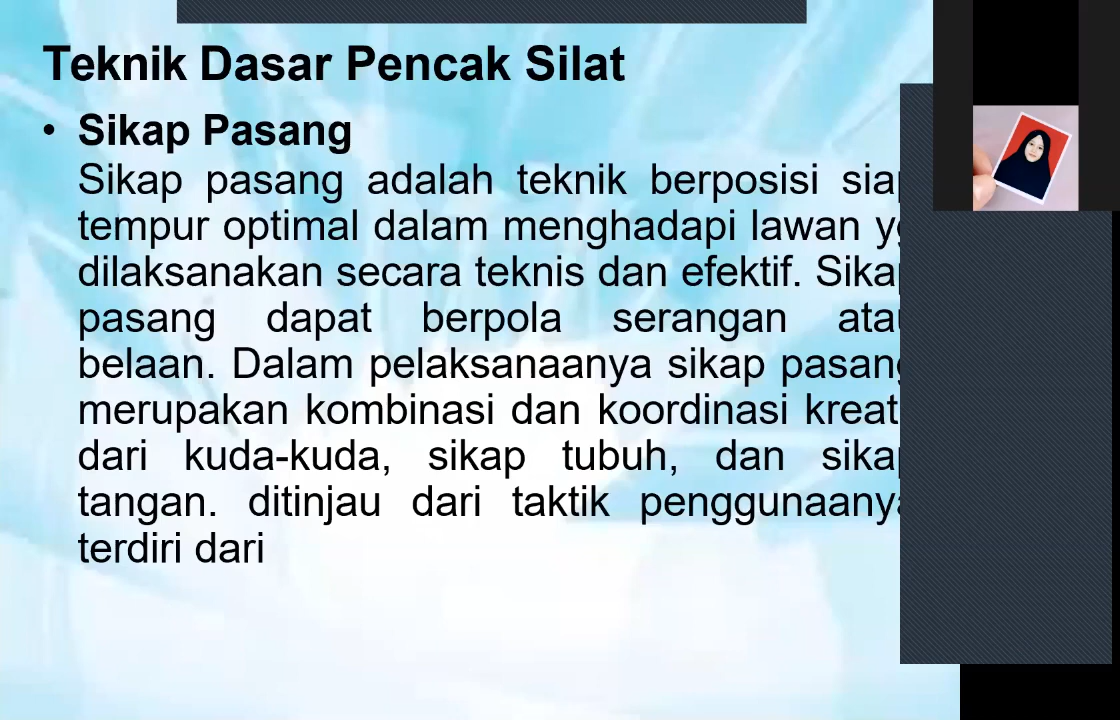 Teknik Dasar Pencak Silat
• Sikap Pasang
Sikap pasang adalah teknik berposisi
tempur optimal dalam menghadapi lawan
dilaksanakan secara teknis dan efektif.
pasang dapat berpola serangan
belaan. Dalam pelaksanaanya sikap
merupakan kombinasi dan koordinasi
dari kuda-kuda, sikap tubuh, dan
tangan. ditinjau dari taktik
terdiri dari